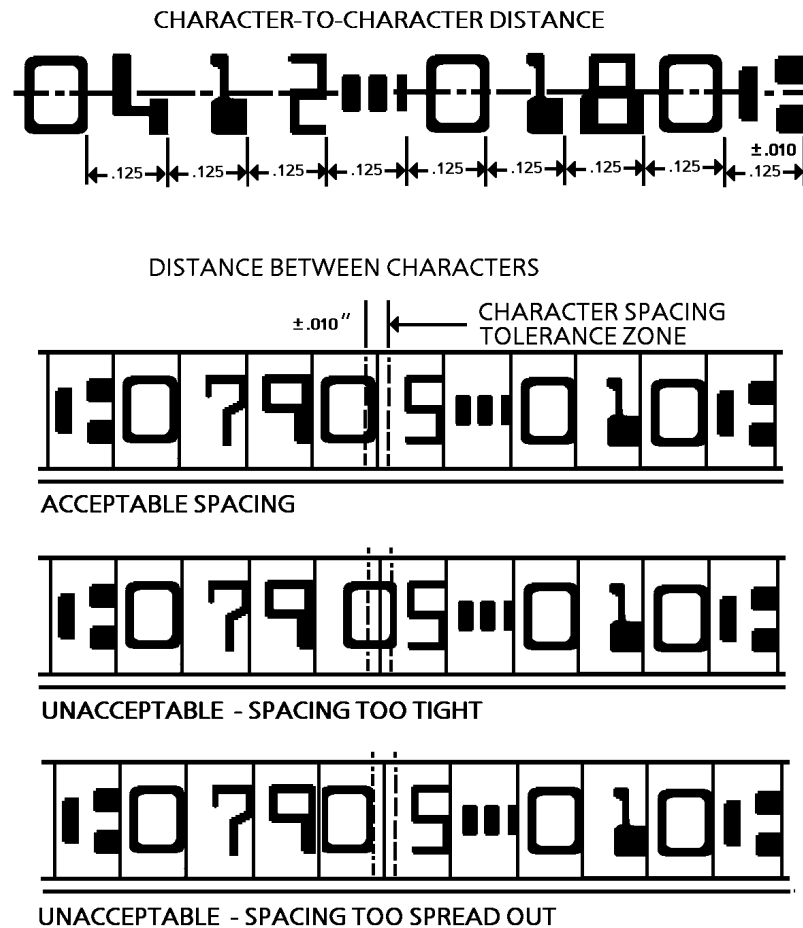 CHARACTER-TO-CHARACTER DISTANCE
0412⑈0180⑆
±.010
.125 .125 .125 .125 .125 .125 .125 .125 .125
DISTANCE BETWEEN CHARACTERS
±.010" CHARACTER SPACING
TOLERANCE ZONE
⑆0790 5⑈010⑆
ACCEPTABLE SPACING
⑆0790 5⑈010⑆
UNACCEPTABLE - SPACING TOO TIGHT
⑆0790 5⑈010⑆
UNACCEPTABLE - SPACING TOO SPREAD OUT